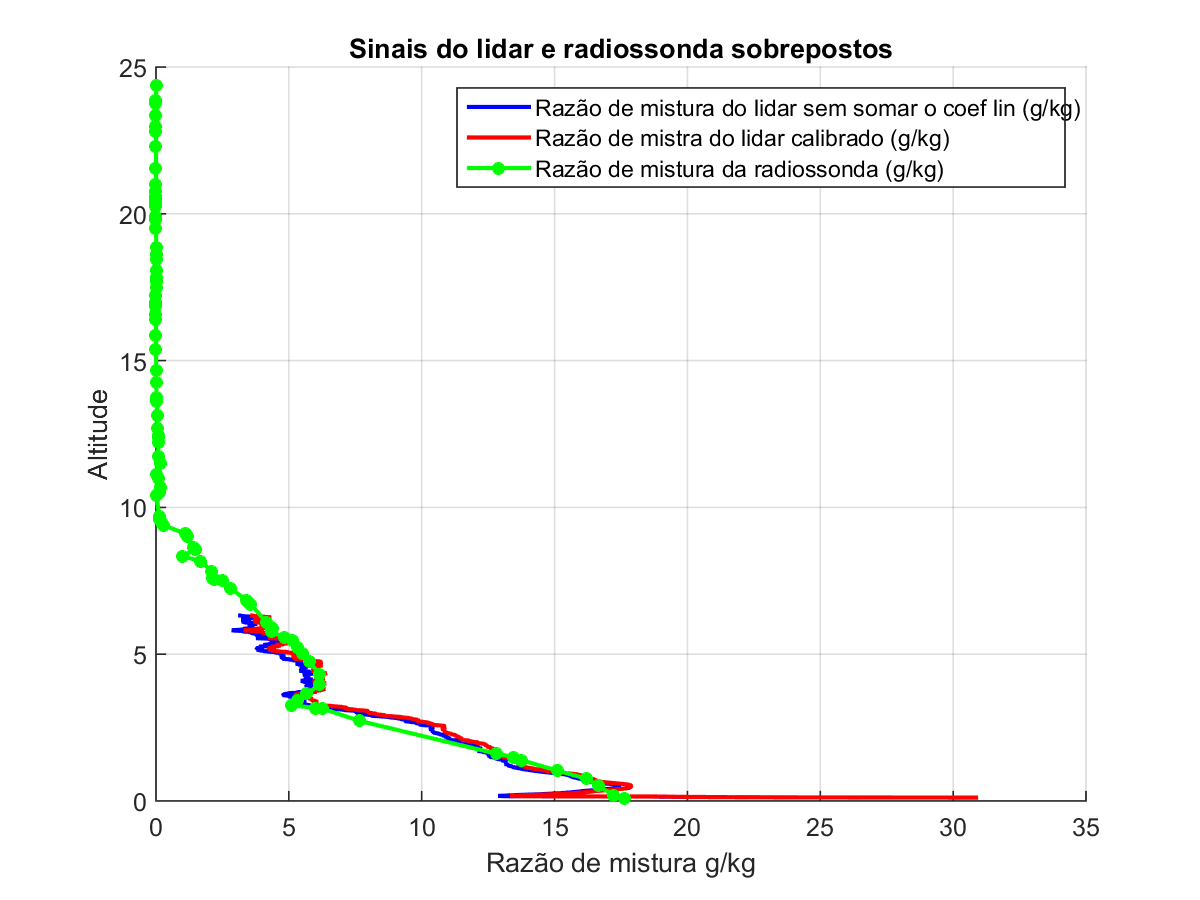 Sinais do lidar e radiossonda sobrepostos
25
Razão de mistura do lidar sem somar o coef lin (g/kg)
Razão de mistra do lidar calibrado (g/kg)
Razão de mistura da radiossonda (g/kg)
20
15
Altitude
10
5
0
0 5 10 15 20 25 30 35
Razão de mistura g/kg